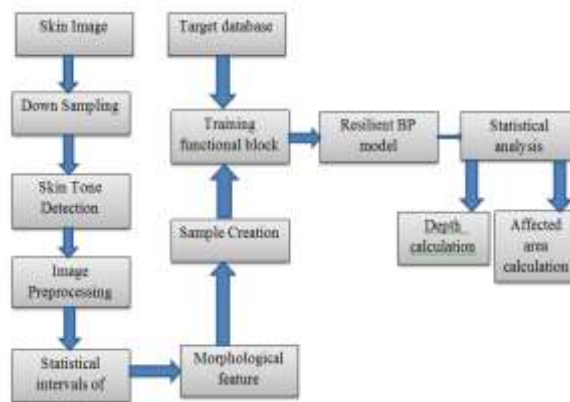 Skin Image
Down Sampling
Skin Tone
Detection
Image
Preprocessing
Statistical
intervals of
Morphological
feature
Sample Creation
Training
functional block
Target database
Resilient BP
model
Statistical
analysis
Depth
calculation
Affected
area
calculation